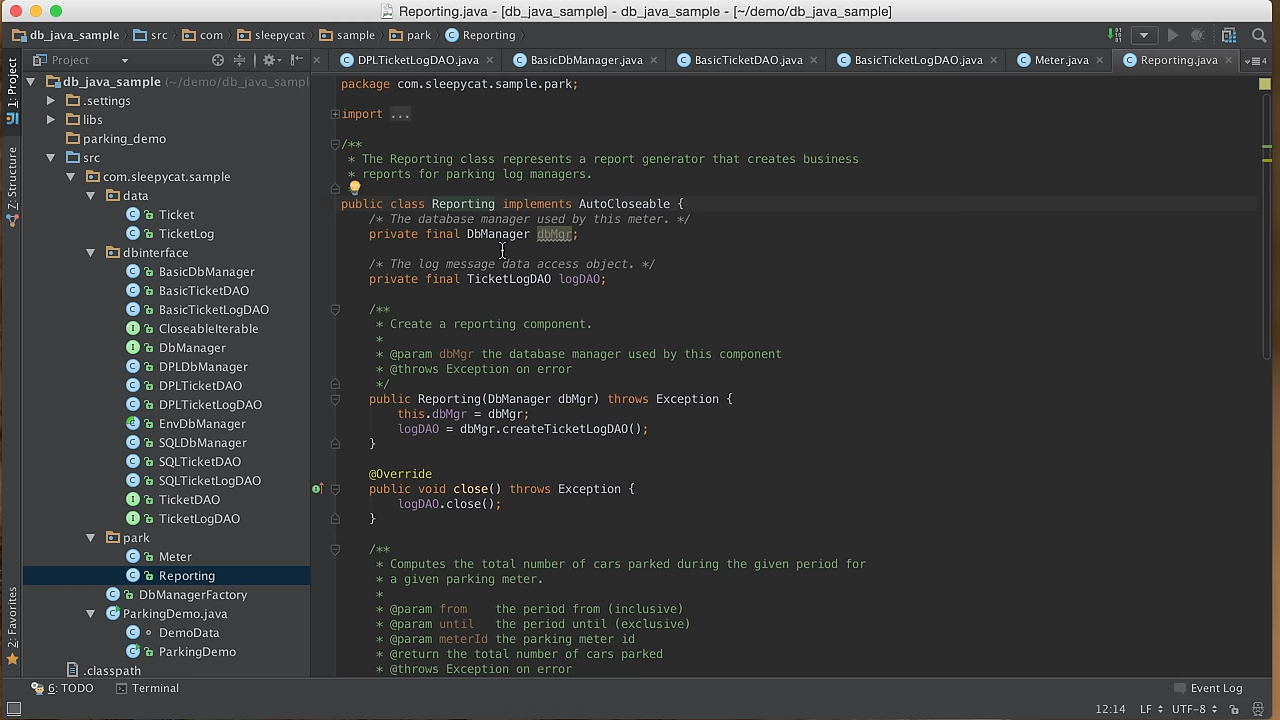 Reporting.java - [db_java_sample] - db_java_sample - [~/demo/db_java_sample]
db_java_sample src com sleepycat sample park Reporting
Project
DPLTicketLogDAO.java BasicDbManager.java BasicTicketDAO.java BasicTicketLogDAO.java Meter.java Reporting.java 4
1: Project
7: Structure
2: Favorites
db_java_sample (~/demo/db_java_sampl
.settings
libs
parking_demo
src
com.sleepycat.sample
data
Ticket
TicketLog
dbinterface
BasicDbManager
BasicTicketDAO
BasicTicketLogDAO
CloseableIterable
DbManager
DPLDbManager
DPLTicketDAO
DPLTicketLogDAO
EnvDbManager
SQLDbManager
SQLTicketDAO
SQLTicketLogDAO
TicketDAO
TicketLogDAO
park
Meter
Reporting
DbManagerFactory
ParkingDemo.java
DemoData
ParkingDemo
.classpath
package com.sleepycat.sample.park;
import ...
/**
* The Reporting class represents a report generator that creates business
* reports for parking log managers.
public class Reporting implements AutoCloseable {
/* The database manager used by this meter. */
private final DbManager dbMgr;
/* The log message data access object. */
private final TicketLogDAO logDAO;
/**
* Create a reporting component.
*
* @param dbMgr the database manager used by this component
* @throws Exception on error
*/
public Reporting(DbManager dbMgr) throws Exception {
this.dbMgr = dbMgr;
logDAO = dbMgr.createTicketLogDAO();
}
@Override
public void close() throws Exception {
logDAO.close();
}
/**
* Computes the total number of cars parked during the given period for
* a given parking meter.
*
* @param from the period from (inclusive)
* @param until the period until (exclusive)
* @param meterId the parking meter id
* @return the total number of cars parked
* @throws Exception on error
6: TODO Terminal Event Log
12:14 LF UTF-8